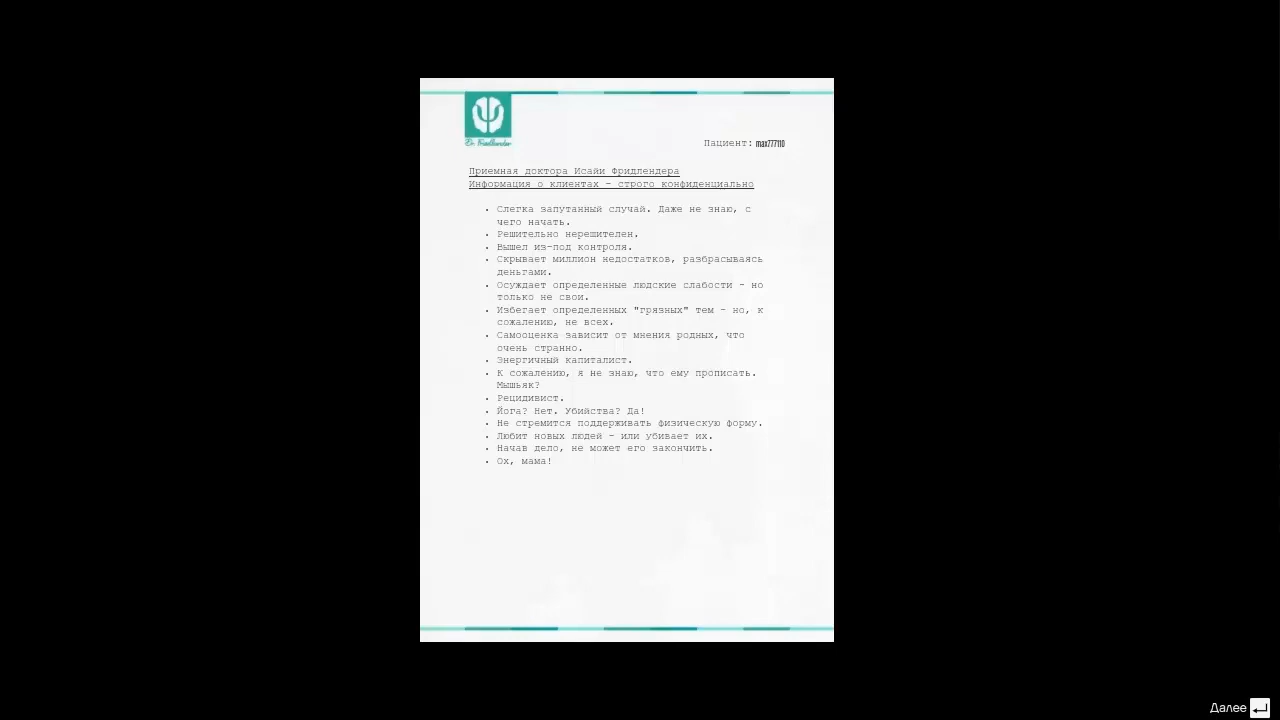 Dr. Friedlander
Пациент: max777110
Приемная доктора Исайи Фридлендера
Информация о клиентах - строго конфиденциально
• Слегка запутанный случай. Даже не знаю, с
чего начать.
• Решительно нерешителен.
• Вышел из-под контроля.
• Скрывает миллион недостатков, разбрасываясь
деньгами.
• Осуждает определенные людские слабости - но
только не свои.
• Избегает определенных "грязных" тем - но, к
сожалению, не всех.
• Самооценка зависит от мнения родных, что
очень странно.
• Энергичный капиталист.
• К сожалению, я не знаю, что ему прописать.
Мышьяк?
• Рецидивист.
• Йога? Нет. Убийства? Да!
• Не стремится поддерживать физическую форму.
• Любит новых людей - или убивает их.
• Начав дело, не может его закончить.
• Ох, мама!
Далее